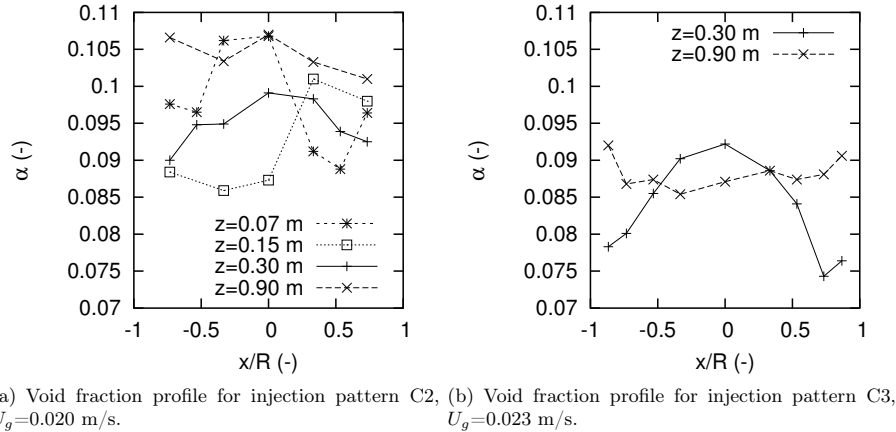 0.11
0.105
0.1
0.095
0.09
0.085
0.08
0.075
0.07
α (-)
z=0.07 m
z=0.15 m
z=0.30 m
z=0.90 m
-1 -0.5 0 0.5 1
x/R (-)
0.11
0.105
0.1
0.095
0.09
0.085
0.08
0.075
0.07
α (-)
z=0.30 m
z=0.90 m
-1 -0.5 0 0.5 1
x/R (-)
a) Void fraction profile for injection pattern C2,
U_g=0.020 m/s.
(b) Void fraction profile for injection pattern C3,
U_g=0.023 m/s.